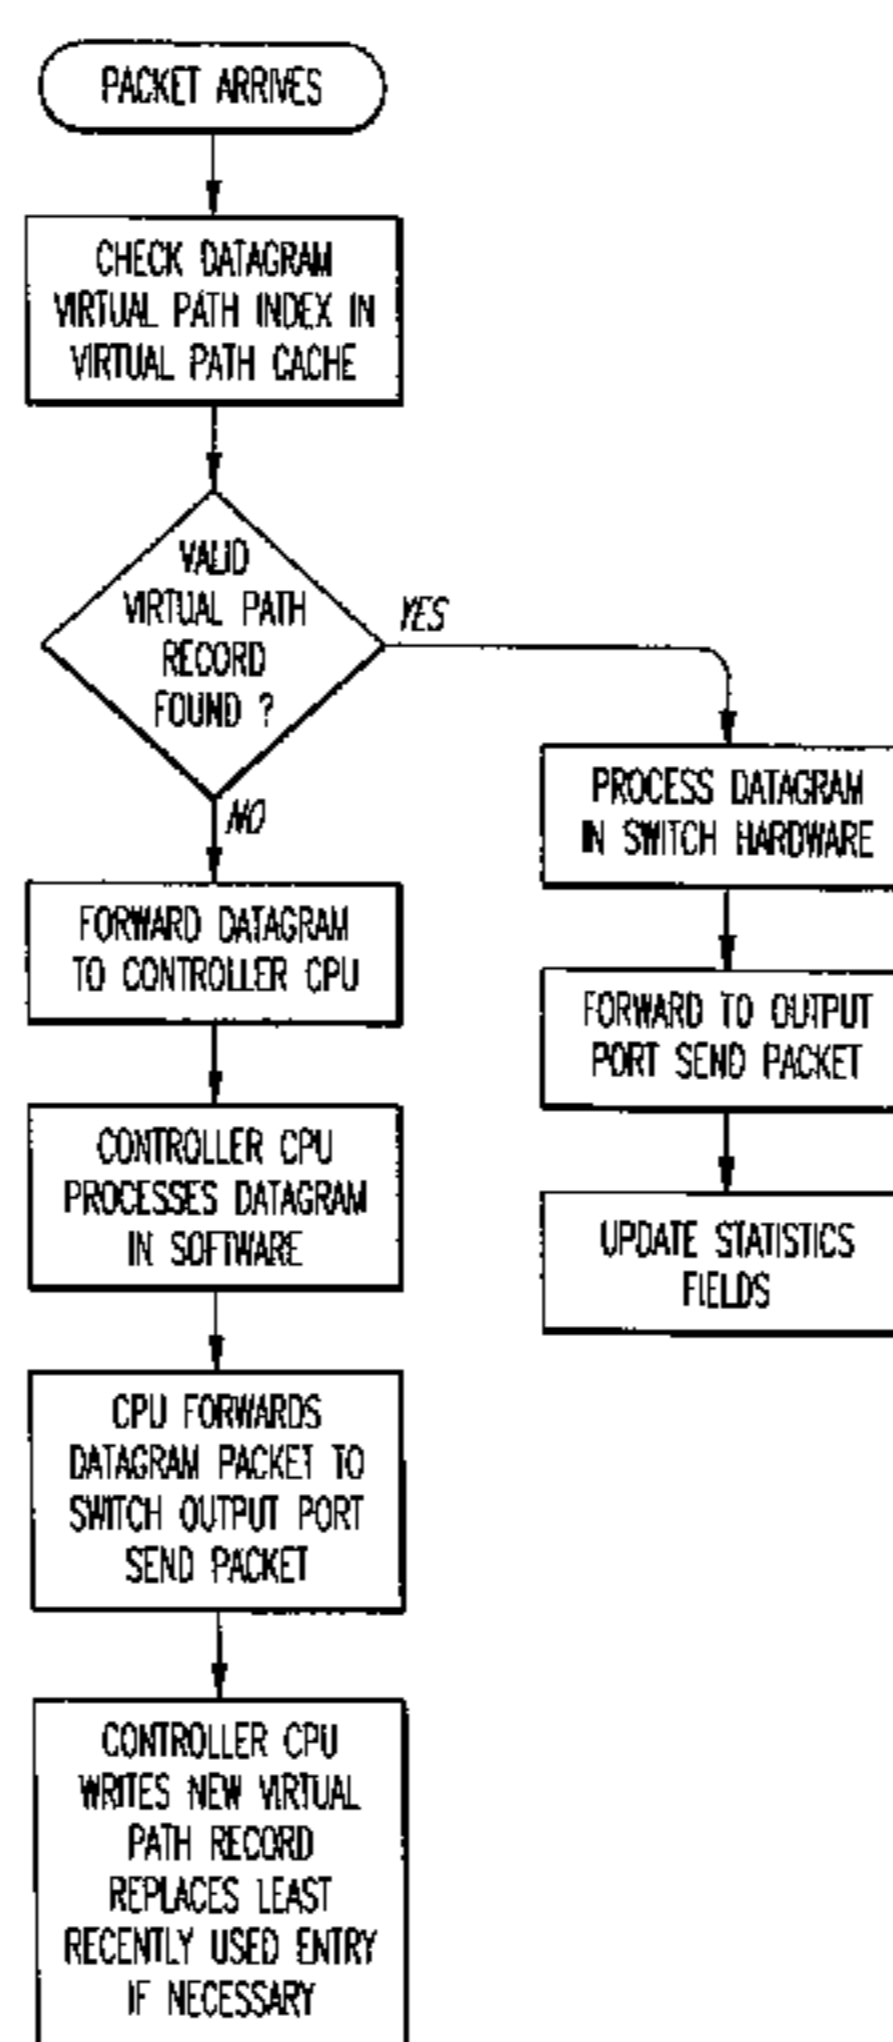 PACKET ARRIVES
CHECK DATAGRAM
VIRTUAL PATH INDEX IN
VIRTUAL PATH CACHE
VALID
VIRTUAL PATH
RECORD
FOUND ?
YES
NO
PROCESS DATAGRAM
IN SWITCH HARDWARE
FORWARD TO OUTPUT
PORT SEND PACKET
UPDATE STATISTICS
FIELDS
FORWARD DATAGRAM
TO CONTROLLER CPU
CONTROLLER CPU
PROCESSES DATAGRAM
IN SOFTWARE
CPU FORWARDS
DATAGRAM PACKET TO
SWITCH OUTPUT PORT
SEND PACKET
CONTROLLER CPU
WRITES NEW VIRTUAL
PATH RECORD
REPLACES LEAST
RECENTLY USED ENTRY
IF NECESSARY